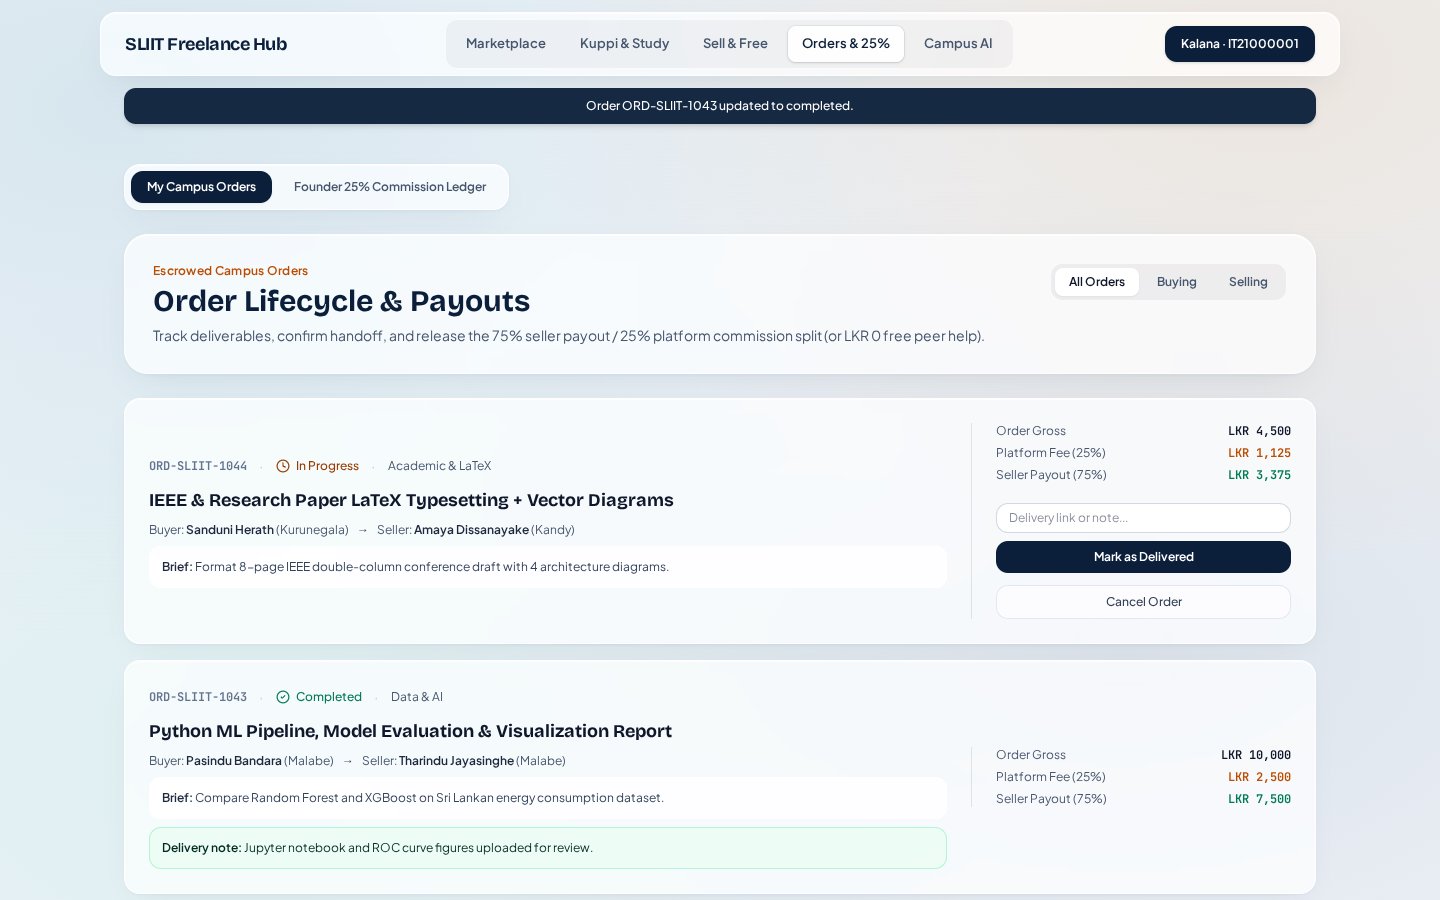 SLIIT Freelance Hub
Marketplace
Kuppi & Study
Sell & Free
Orders & 25%
Campus AI
Kalana · IT21000001
Order ORD-SLIIT-1043 updated to completed.
My Campus Orders
Founder 25% Commission Ledger
Escrowed Campus Orders
Order Lifecycle & Payouts
Track deliverables, confirm handoff, and release the 75% seller payout / 25% platform commission split (or LKR 0 free peer help).
All Orders
Buying
Selling
ORD-SLIIT-1044 · In Progress · Academic & LaTeX
IEEE & Research Paper LaTeX Typesetting + Vector Diagrams
Buyer: Sanduni Herath (Kurunegala) → Seller: Amaya Dissanayake (Kandy)
Brief: Format 8-page IEEE double-column conference draft with 4 architecture diagrams.
Order Gross LKR 4,500
Platform Fee (25%) LKR 1,125
Seller Payout (75%) LKR 3,375
Delivery link or note...
Mark as Delivered
Cancel Order
ORD-SLIIT-1043 · Completed · Data & AI
Python ML Pipeline, Model Evaluation & Visualization Report
Buyer: Pasindu Bandara (Malabe) → Seller: Tharindu Jayasinghe (Malabe)
Brief: Compare Random Forest and XGBoost on Sri Lankan energy consumption dataset.
Delivery note: Jupyter notebook and ROC curve figures uploaded for review.
Order Gross LKR 10,000
Platform Fee (25%) LKR 2,500
Seller Payout (75%) LKR 7,500